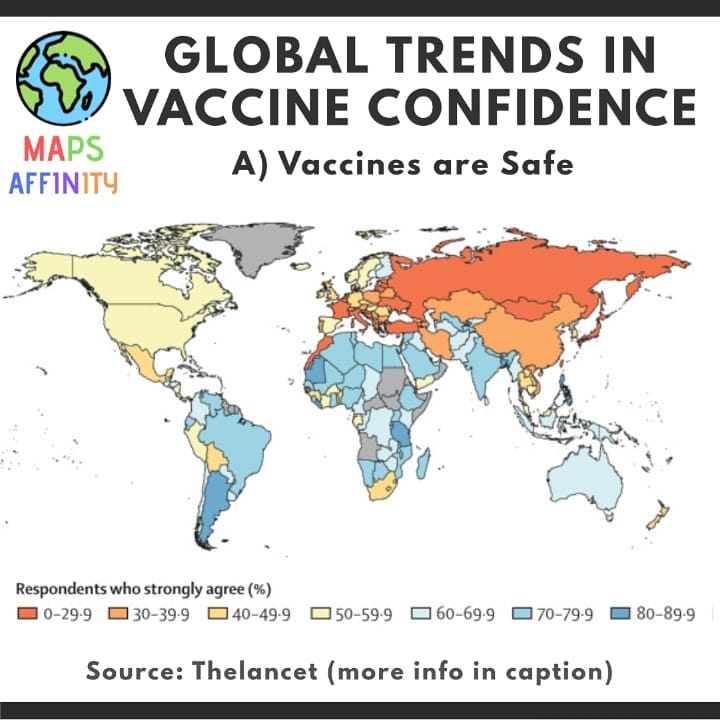 GLOBAL TRENDS IN
VACCINE CONFIDENCE
MAPS
AFFINITY
A) Vaccines are Safe
Respondents who strongly agree (%)
0–29·9 30–39·9 40–49·9 50–59·9 60–69·9 70–79·9 80–89·9
Source: Thelancet (more info in caption)